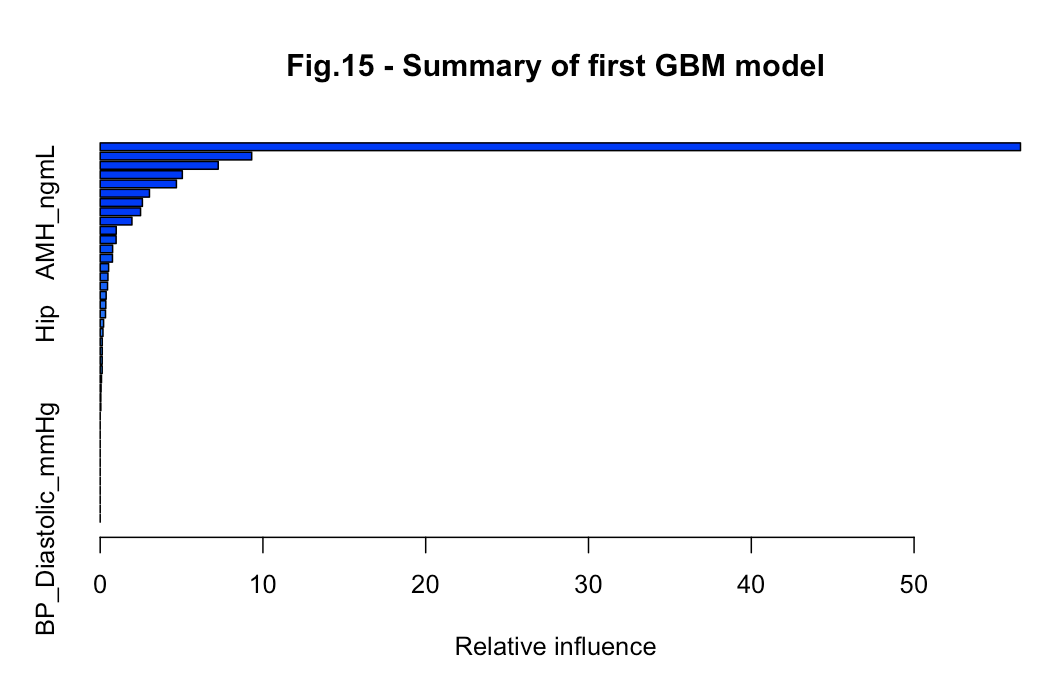 Fig.15 - Summary of first GBM model
AMH_ngmL
Hip
BP_Diastolic_mmHg
0 10 20 30 40 50
Relative influence